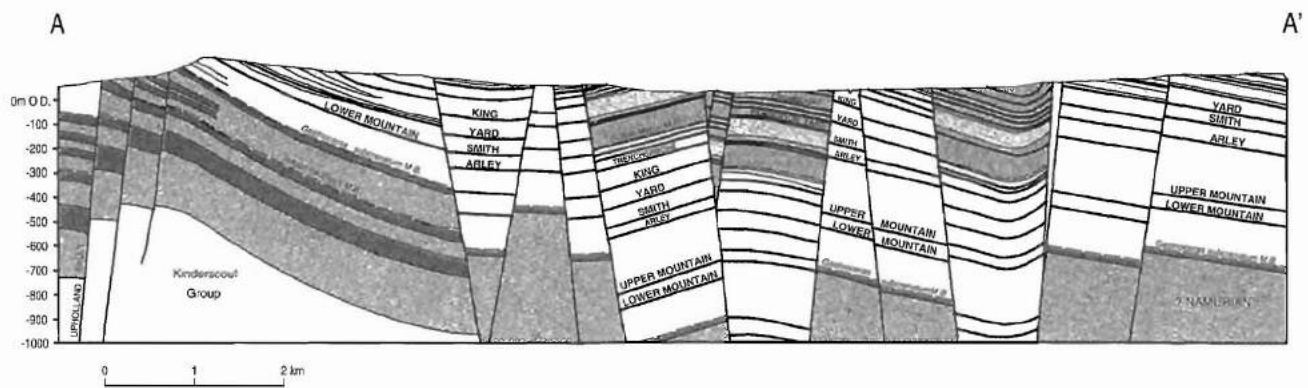 A A'
0m O.D.
-100
-200
-300
-400
-500
-600
-700
-800
-900
-1000
UPHOLLAND
Kinderscout
Group
LOWER MOUNTAIN
KING
YARD
SMITH
ARLEY
KING
YARD
SMITH
ARLEY
UPPER MOUNTAIN
LOWER MOUNTAIN
KING
YARD
SMITH
ARLEY
UPPER MOUNTAIN
LOWER MOUNTAIN
YARD
SMITH
ARLEY
UPPER MOUNTAIN
LOWER MOUNTAIN
? NAMURIAN
0 1 2 km